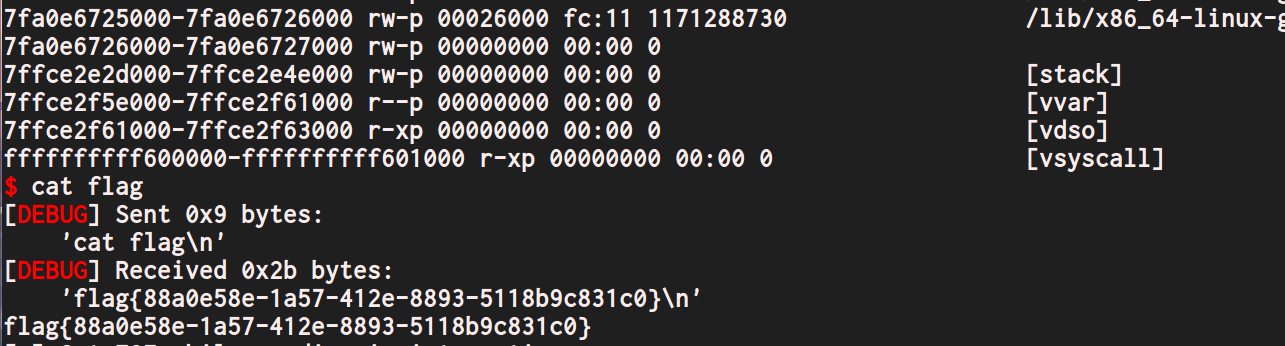 7fa0e6725000-7fa0e6726000 rw-p 00026000 fc:11 1171288730 /lib/x86_64-linux-g
7fa0e6726000-7fa0e6727000 rw-p 00000000 00:00 0
7ffce2e2d000-7ffce2e4e000 rw-p 00000000 00:00 0 [stack]
7ffce2f5e000-7ffce2f61000 r--p 00000000 00:00 0 [vvar]
7ffce2f61000-7ffce2f63000 r-xp 00000000 00:00 0 [vdso]
ffffffffff600000-ffffffffff601000 r-xp 00000000 00:00 0 [vsyscall]
$ cat flag
[DEBUG] Sent 0x9 bytes:
'cat flag\n'
[DEBUG] Received 0x2b bytes:
'flag{88a0e58e-1a57-412e-8893-5118b9c831c0}\n'
flag{88a0e58e-1a57-412e-8893-5118b9c831c0}